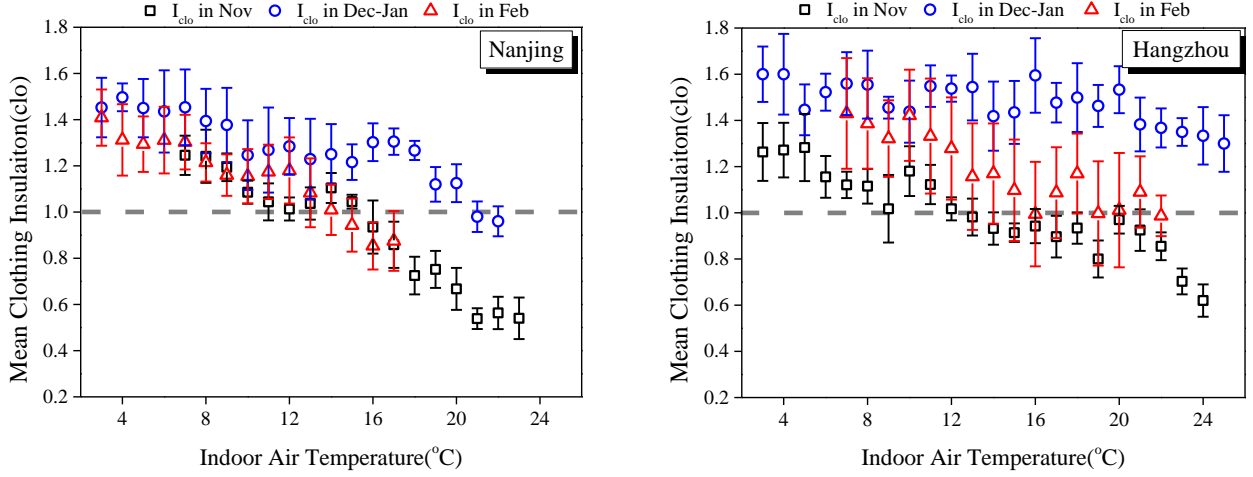 I_clo in Nov I_clo in Dec-Jan I_clo in Feb
Nanjing
Mean Clothing Insulaiton(clo)
1.8
1.6
1.4
1.2
1.0
0.8
0.6
0.4
0.2
4 8 12 16 20 24
Indoor Air Temperature(°C)
I_clo in Nov I_clo in Dec-Jan I_clo in Feb
Hangzhou
Mean Clothing Insulaiton(clo)
1.8
1.6
1.4
1.2
1.0
0.8
0.6
0.4
0.2
4 8 12 16 20 24
Indoor Air Temperature(°C)